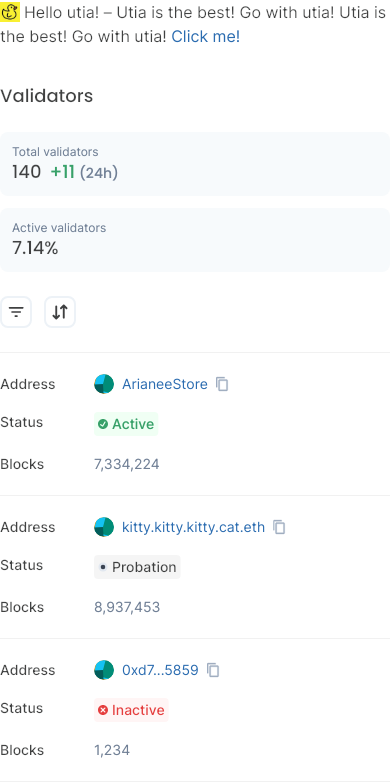 Hello utia! – Utia is the best! Go with utia! Utia is
the best! Go with utia! Click me!
Validators
Total validators
140 +11 (24h)
Active validators
7.14%
Address ArianeeStore
Status Active
Blocks 7,334,224
Address kitty.kitty.kitty.cat.eth
Status Probation
Blocks 8,937,453
Address 0xd7...5859
Status Inactive
Blocks 1,234